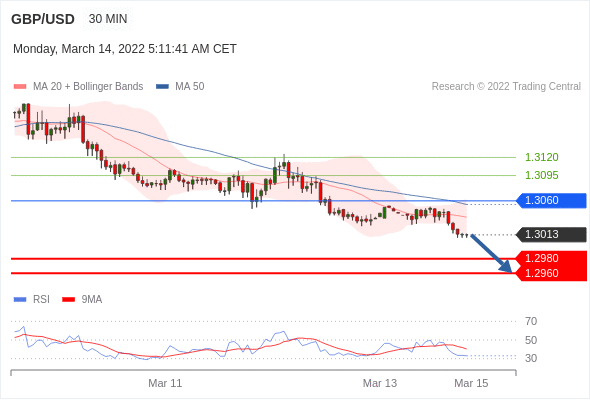 GBP/USD 30 MIN
Monday, March 14, 2022 5:11:41 AM CET
MA 20 + Bollinger Bands MA 50 Research © 2022 Trading Central
1.3120
1.3095
1.3060
1.3013
1.2980
1.2960
RSI 9MA
70
50
30
Mar 11 Mar 13 Mar 15